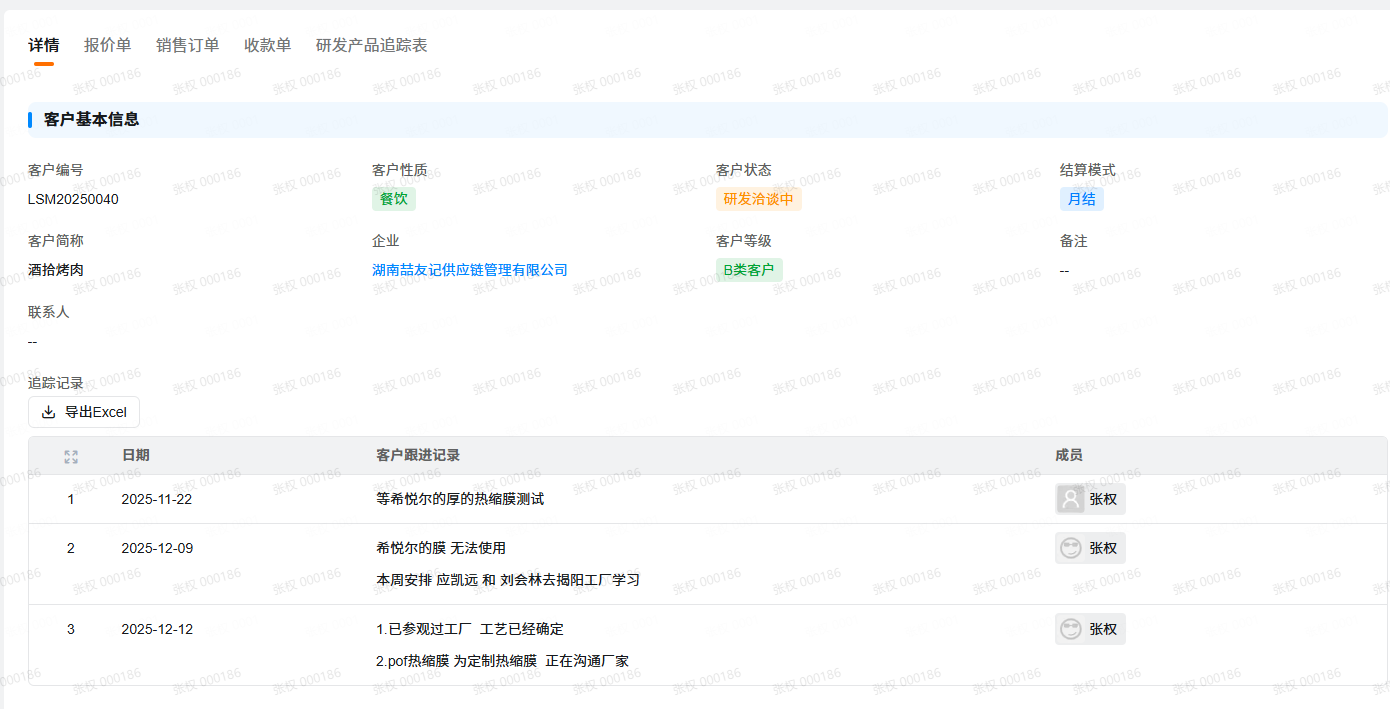 详情 报价单 销售订单 收款单 研发产品追踪表
客户基本信息
客户编号 客户性质 客户状态 结算模式
LSM20250040 餐饮 研发洽谈中 月结
客户简称 企业 客户等级 备注
酒拾烤肉 湖南喆友记供应链管理有限公司 B类客户 --
联系人
--
追踪记录
导出Excel
日期 客户跟进记录 成员
1 2025-11-22 等希悦尔的厚的热缩膜测试 张权
2 2025-12-09 希悦尔的膜 无法使用 张权
本周安排 应凯远 和 刘会林去揭阳工厂学习
3 2025-12-12 1.已参观过工厂 工艺已经确定 张权
2.pof热缩膜 为定制热缩膜 正在沟通厂家
张权 000186